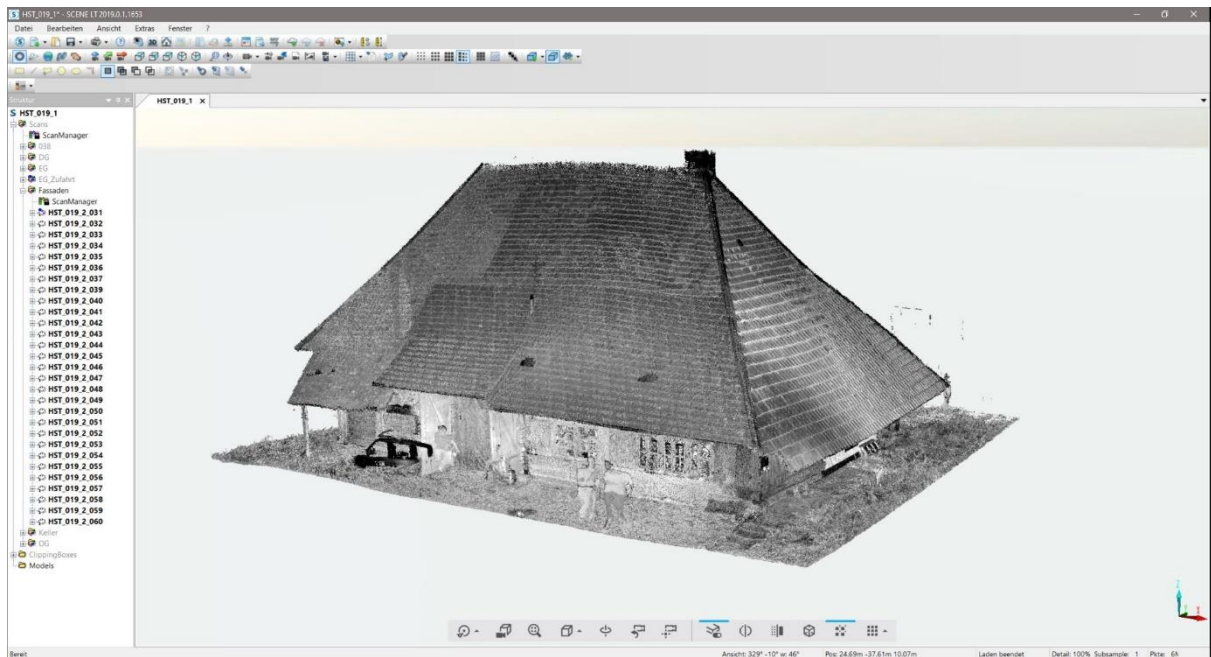 HST_019_1* - SCENE LT 2019.0.1.1653
Datei Bearbeiten Ansicht Extras Fenster ?
Struktur
HST_019_1
HST_019_1
Scans
ScanManager
038
DG
EG
EG_Zufahrt
Fassaden
ScanManager
HST_019_2_031
HST_019_2_032
HST_019_2_033
HST_019_2_034
HST_019_2_035
HST_019_2_036
HST_019_2_037
HST_019_2_039
HST_019_2_040
HST_019_2_041
HST_019_2_042
HST_019_2_043
HST_019_2_044
HST_019_2_045
HST_019_2_046
HST_019_2_047
HST_019_2_048
HST_019_2_049
HST_019_2_050
HST_019_2_051
HST_019_2_052
HST_019_2_053
HST_019_2_054
HST_019_2_055
HST_019_2_056
HST_019_2_057
HST_019_2_058
HST_019_2_059
HST_019_2_060
Keller
OG
ClippingBoxes
Models
Bereit Ansicht: 329° -10° w: 46° Pos: 24.69m -37.61m 10.07m Laden beendet Detail: 100% Subsample: 1 Pkte: